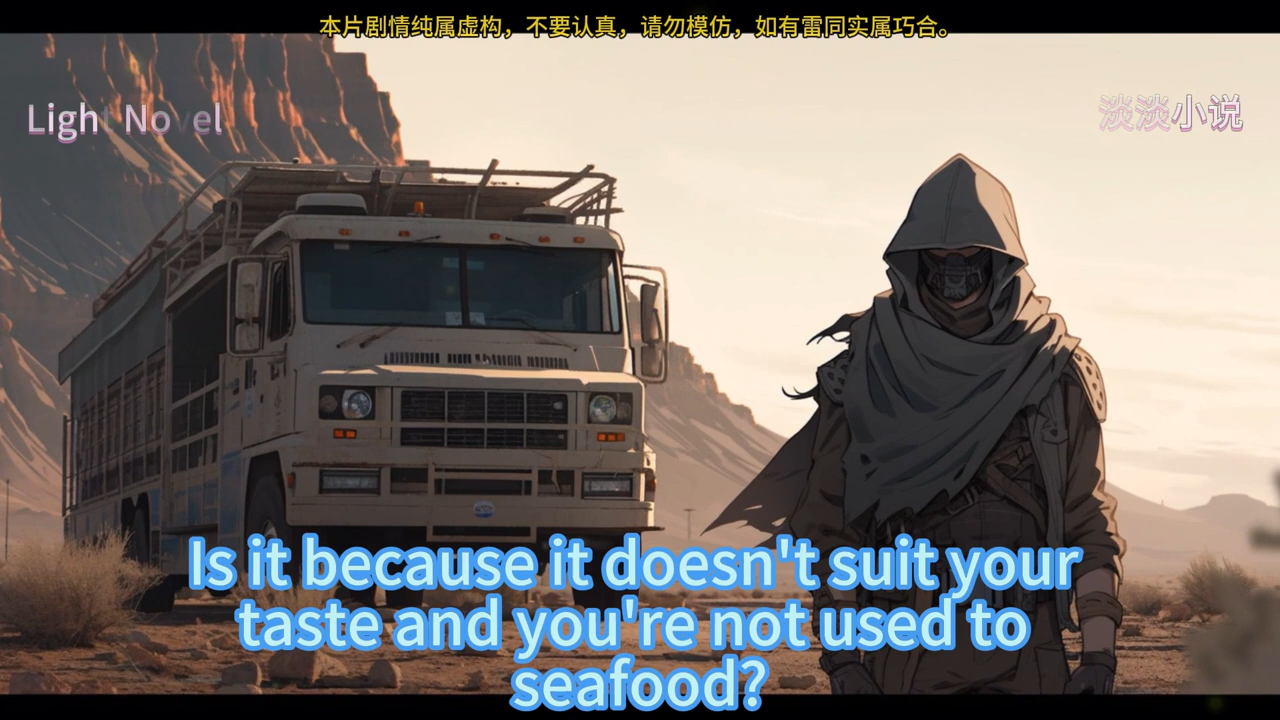 本片剧情纯属虚构，不要认真，请勿模仿，如有雷同实属巧合。
Light Novel
淡淡小说
Is it because it doesn't suit your
taste and you're not used to
seafood?